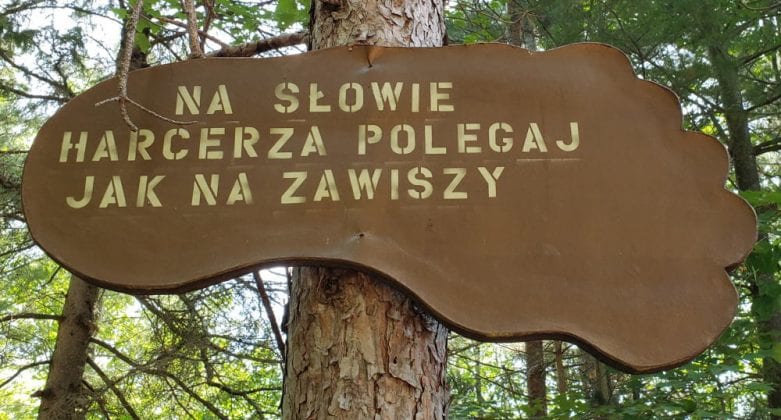 NA SŁOWIE
HARCERZA POLEGAJ
JAK NA ZAWISZY